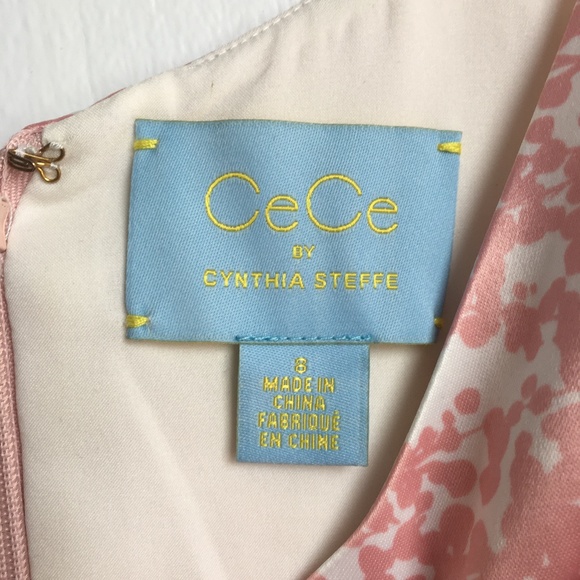 CeCe
BY
CYNTHIA STEFFE
8
MADE IN
CHINA
FABRIQUÉ
EN CHINE